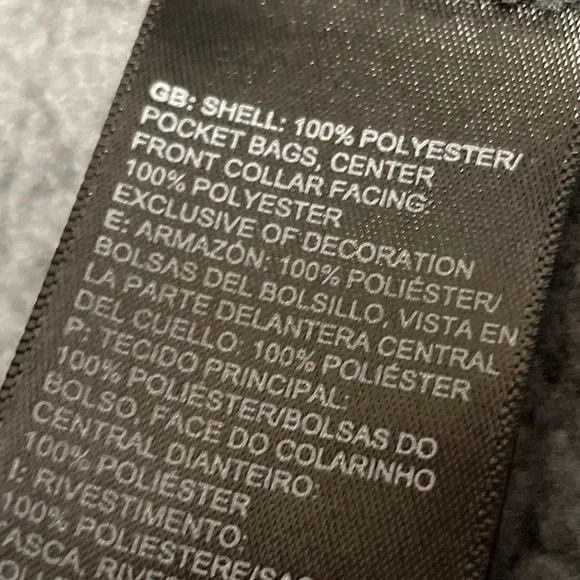 GB: SHELL: 100% POLYESTER/
POCKET BAGS, CENTER
FRONT COLLAR FACING:
100% POLYESTER
EXCLUSIVE OF DECORATION
E: ARMAZÓN: 100% POLIÉSTER/
BOLSAS DEL BOLSILLO, VISTA EN
LA PARTE DELANTERA CENTRAL
DEL CUELLO: 100% POLIÉSTER
P: TECIDO PRINCIPAL:
100% POLIÉSTER/BOLSAS DO
BOLSO, FACE DO COLARINHO
CENTRAL DIANTEIRO:
100% POLIÉSTER
I: RIVESTIMENTO:
100% POLIESTERE/